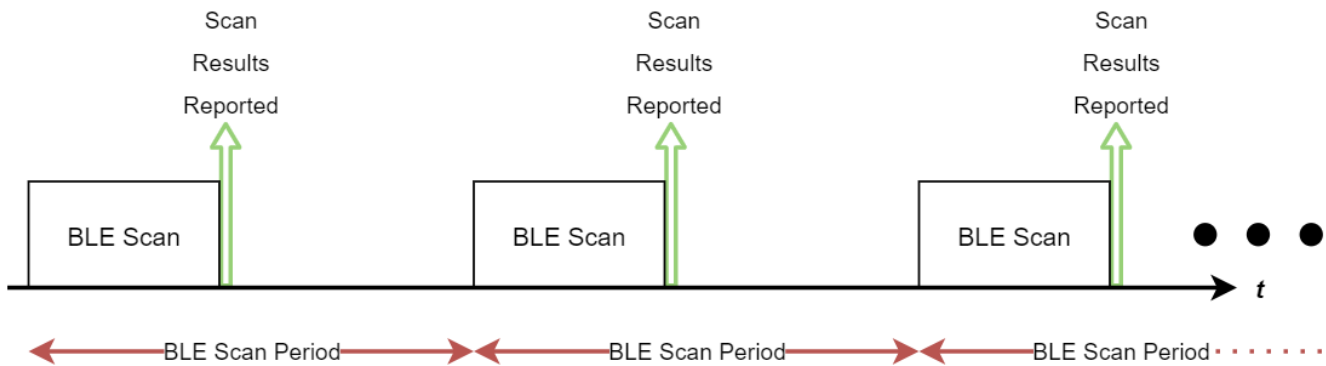 Scan
Results
Reported
Scan
Results
Reported
Scan
Results
Reported
BLE Scan
BLE Scan
BLE Scan
t
BLE Scan Period
BLE Scan Period
BLE Scan Period